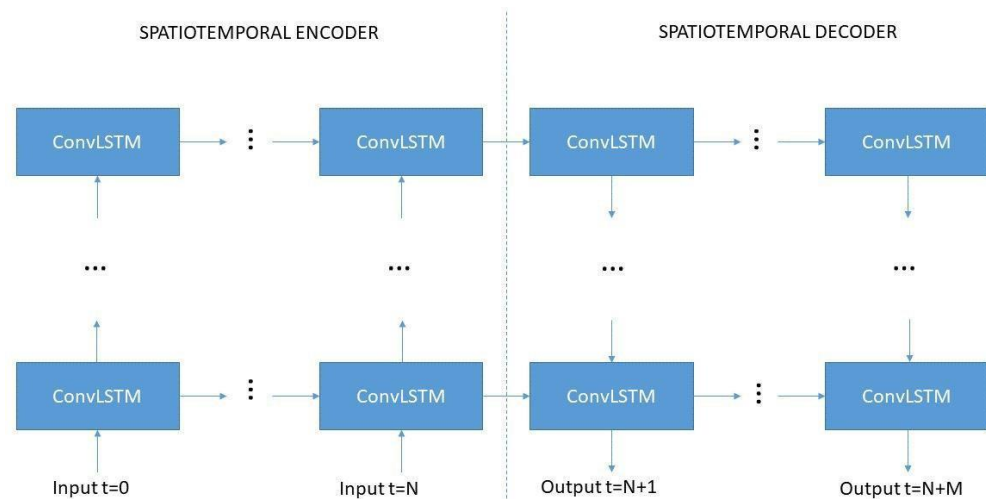 SPATIOTEMPORAL ENCODER
SPATIOTEMPORAL DECODER
ConvLSTM
ConvLSTM
ConvLSTM
ConvLSTM
ConvLSTM
ConvLSTM
ConvLSTM
ConvLSTM
Input t=0
Input t=N
Output t=N+1
Output t=N+M